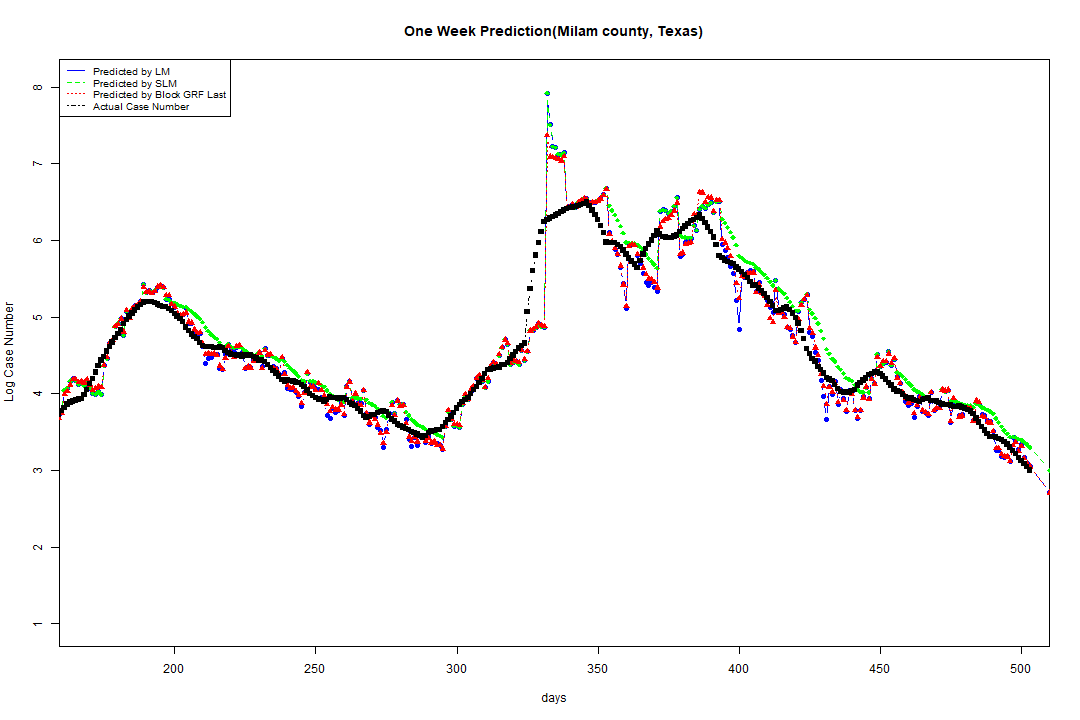 One Week Prediction(Milam county, Texas)
Predicted by LM
Predicted by SLM
Predicted by Block GRF Last
Actual Case Number
8
7
6
5
4
3
2
1
Log Case Number
200 250 300 350 400 450 500
days